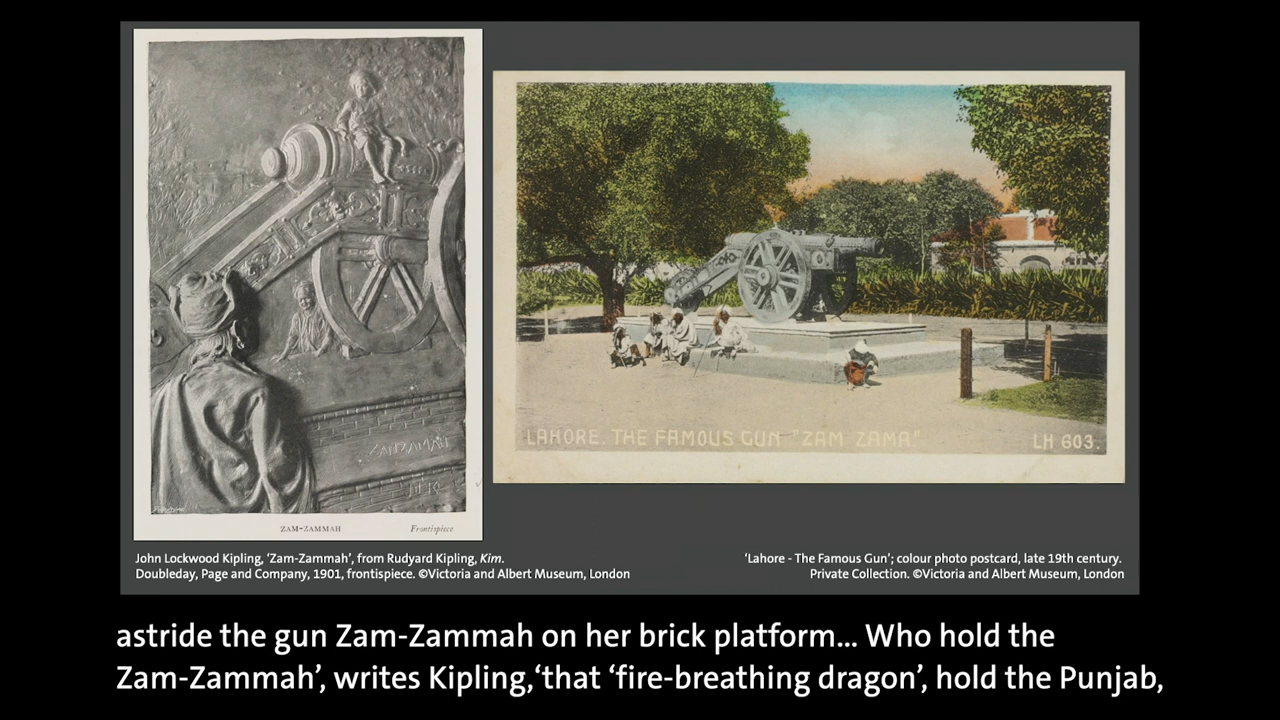 ZAMZAMAH
ZAM-ZAMMAH
Frontispiece
LAHORE. THE FAMOUS GUN "ZAM ZAMA."
LH 603.
John Lockwood Kipling, ‘Zam-Zammah’, from Rudyard Kipling, Kim.
Doubleday, Page and Company, 1901, frontispiece. ©Victoria and Albert Museum, London
‘Lahore - The Famous Gun’; colour photo postcard, late 19th century.
Private Collection. ©Victoria and Albert Museum, London
astride the gun Zam-Zammah on her brick platform... Who hold the
Zam-Zammah’, writes Kipling,‘that ‘fire-breathing dragon’, hold the Punjab,